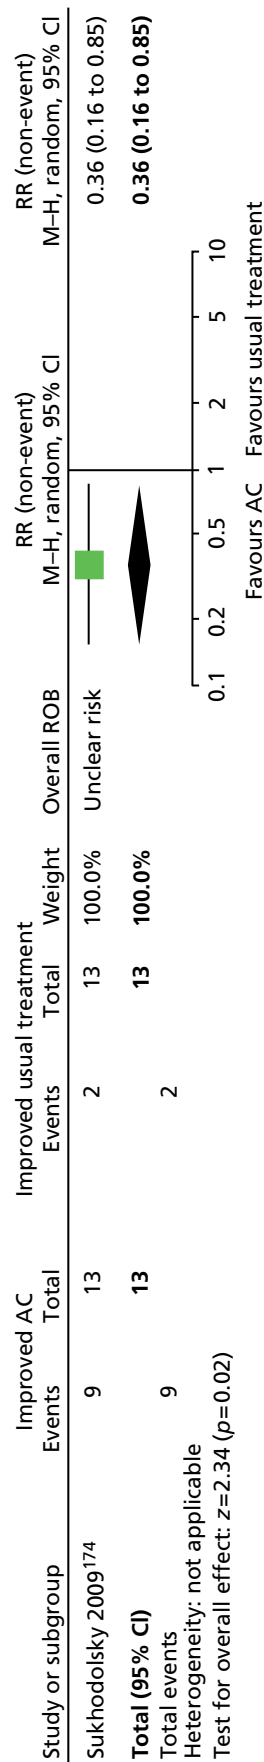 Improved AC Improved usual treatment RR (non-event) RR (non-event)
Study or subgroup Events Total Events Total Weight Overall ROB M–H, random, 95% CI M–H, random, 95% CI
Sukhodolsky 2009174 9 13 2 13 100.0% Unclear risk 0.36 (0.16 to 0.85)
Total (95% CI) 13 13 100.0% 0.36 (0.16 to 0.85)
Total events 9 2
Heterogeneity: not applicable
Test for overall effect: z=2.34 (p=0.02)
0.1 0.2 0.5 1 2 5 10
Favours AC Favours usual treatment